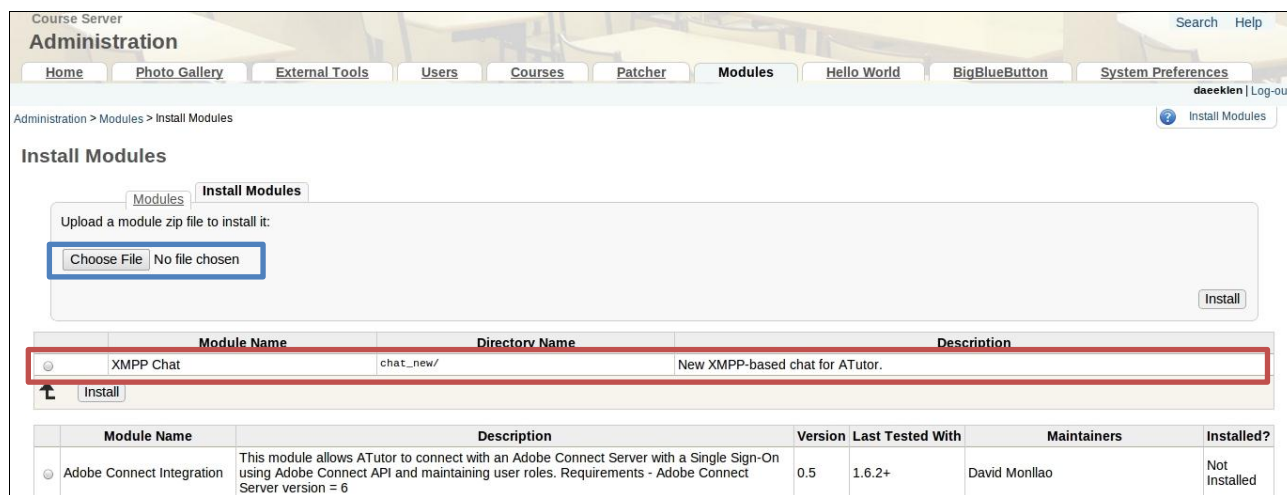 Course Server
Search Help
Administration
Home Photo Gallery External Tools Users Courses Patcher Modules Hello World BigBlueButton System Preferences
daeeklen | Log-ou
Administration > Modules > Install Modules
? Install Modules
Install Modules
Modules Install Modules
Upload a module zip file to install it:
Choose File No file chosen
Install
Module Name Directory Name Description
XMPP Chat chat_new/ New XMPP-based chat for ATutor.
Install
Module Name Description Version Last Tested With Maintainers Installed?
This module allows ATutor to connect with an Adobe Connect Server with a Single Sign-On
Adobe Connect Integration using Adobe Connect API and maintaining user roles. Requirements - Adobe Connect 0.5 1.6.2+ David Monllao Not
Server version = 6 Installed